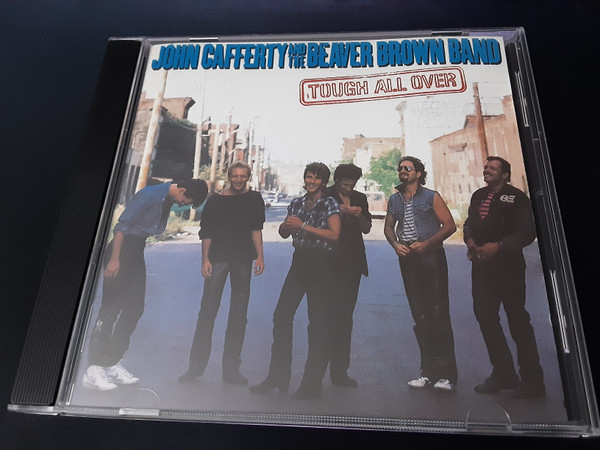 JOHN CAFFERTY AND THE BEAVER BROWN BAND
TOUGH ALL OVER